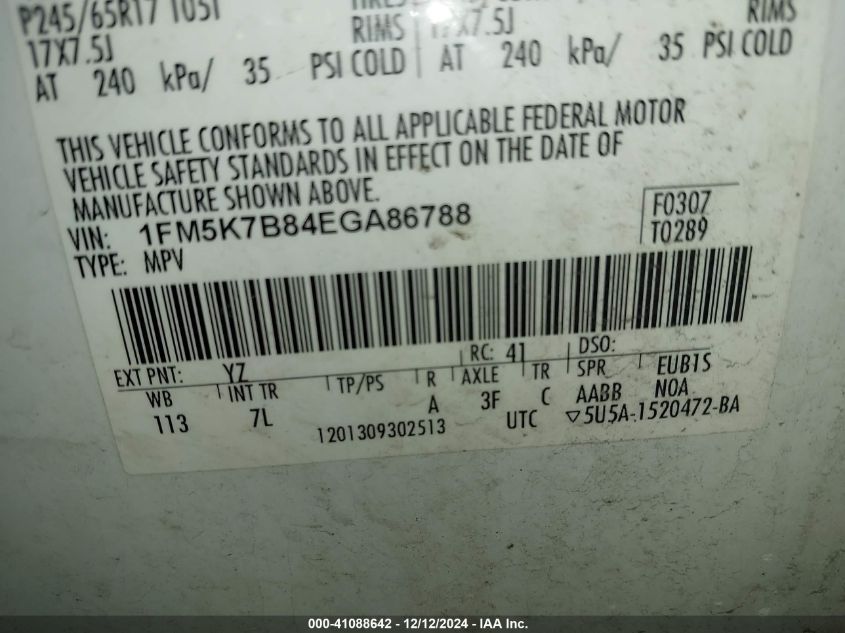 P245/65R17 105T RIMS RIMS
17X7.5J 17X7.5J
AT 240 kPa/ 35 PSI COLD AT 240 kPa/ 35 PSI COLD
THIS VEHICLE CONFORMS TO ALL APPLICABLE FEDERAL MOTOR
VEHICLE SAFETY STANDARDS IN EFFECT ON THE DATE OF
MANUFACTURE SHOWN ABOVE.
VIN: 1FM5K7B84EGA86788 F0307
TYPE: MPV T0289
EXT PNT: YZ RC: 41 DSO:
WB INT TR TP/PS R AXLE TR SPR EUB1S
113 7L A 3F C AABB NOA
1201309302513 UTC ▽5U5A-1520472-BA
000-41088642 - 12/12/2024 - IAA Inc.